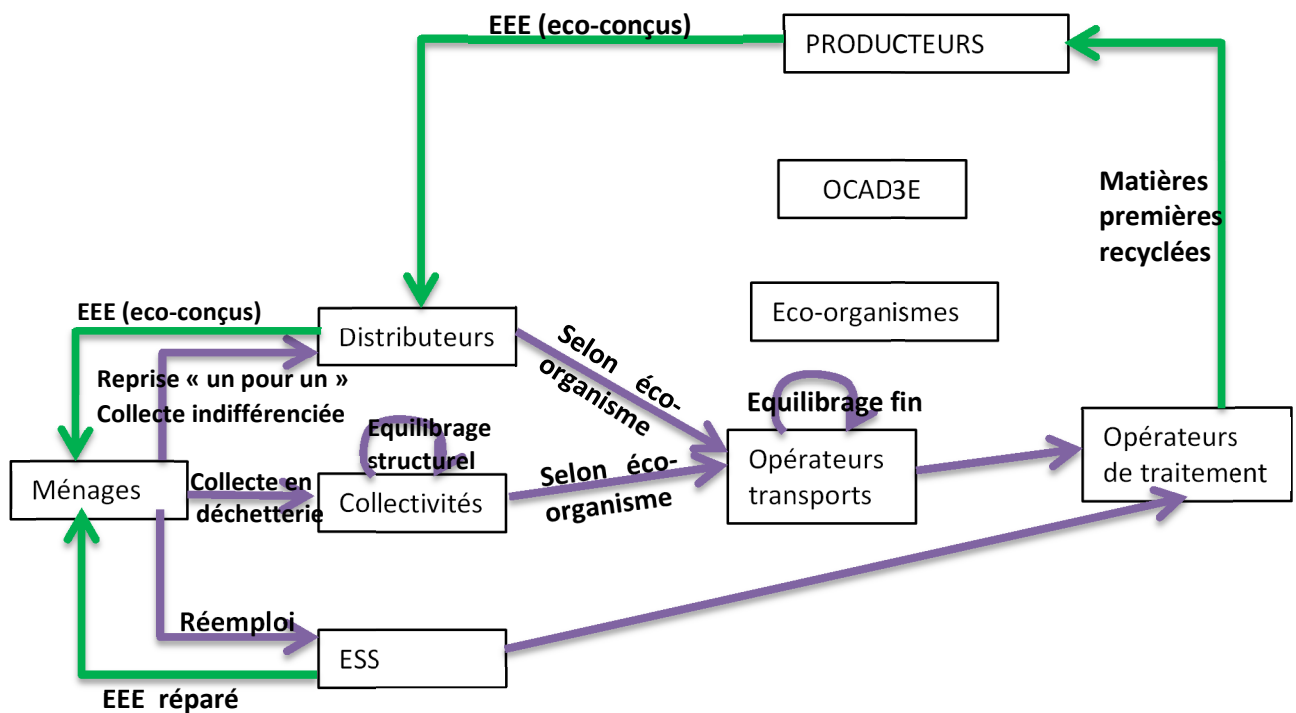 EEE (eco-conçus)
PRODUCTEURS
OCAD3E
Matières
premières
recyclées
Eco-organismes
EEE (eco-conçus)
Distributeurs
Selon éco-
organisme
Reprise « un pour un »
Collecte indifférenciée
Equilibrage fin
Equilibrage
structurel
Opérateurs
de traitement
Opérateurs
transports
Selon éco-
organisme
Ménages
Collecte en
déchetterie
Collectivités
Réemploi
ESS
EEE réparé